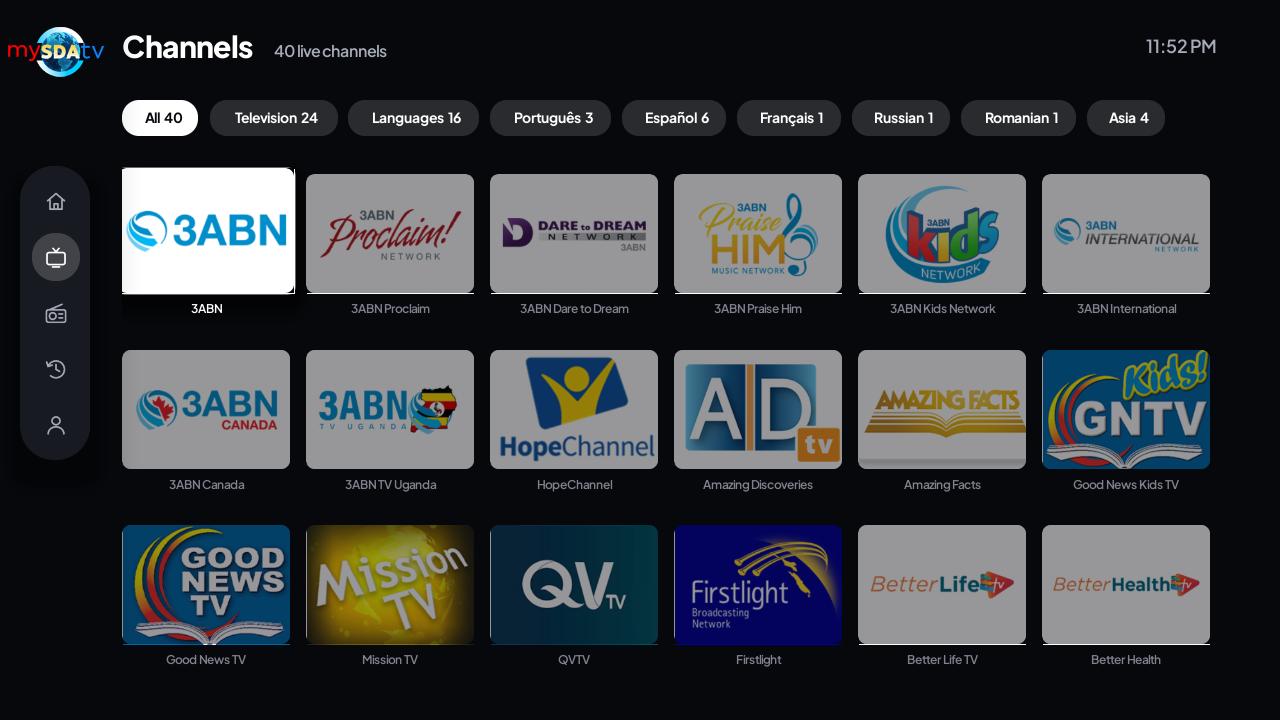 mySDAtv
Channels
40 live channels
11:52 PM
All 40
Television 24
Languages 16
Português 3
Español 6
Français 1
Russian 1
Romanian 1
Asia 4
3ABN
3ABN
Proclaim!
NETWORK
DARE to DREAM
NETWORK
3ABN
3ABN
Praise
HIM
MUSIC NETWORK
3ABN
kids
NETWORK
3ABN
INTERNATIONAL
NETWORK
3ABN
3ABN Proclaim
3ABN Dare to Dream
3ABN Praise Him
3ABN Kids Network
3ABN International
3ABN
CANADA
3ABN
TV UGANDA
HopeChannel
AD
tv
AMAZING FACTS
Kids!
GNTV
3ABN Canada
3ABN TV Uganda
HopeChannel
Amazing Discoveries
Amazing Facts
Good News Kids TV
GOOD
NEWS
TV
Mission
TV
QVTV
Firstlight
Broadcasting
Network
BetterLife tv
BetterHealth tv
Good News TV
Mission TV
QVTV
Firstlight
Better Life TV
Better Health